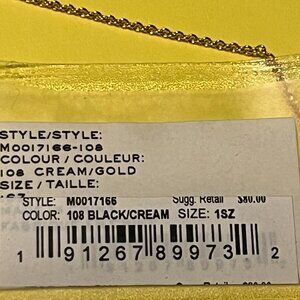 STYLE/STYLE:
M0017166-108
COLOUR / COULEUR:
108 CREAM/GOLD
SIZE / TAILLE:
1SZ
STYLE: M0017166 Sugg. Retail $80.00
COLOR: 108 BLACK/CREAM SIZE: 1SZ
1 91267 89973 2